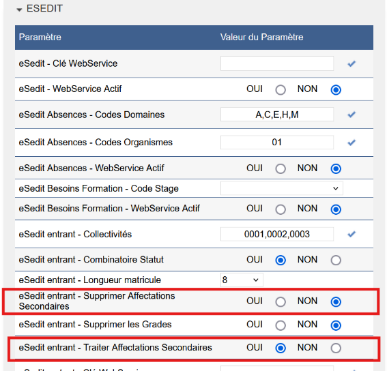 ESEDIT
Paramètre Valeur du Paramètre
eSedit - Clé WebService
eSedit - WebService Actif OUI NON
eSedit Absences - Codes Domaines A,C,E,H,M
eSedit Absences - Codes Organismes 01
eSedit Absences - WebService Actif OUI NON
eSedit Besoins Formation - Code Stage
eSedit Besoins Formation - WebService Actif OUI NON
eSedit entrant - Collectivités 0001,0002,0003
eSedit entrant - Combinatoire Statut OUI NON
eSedit entrant - Longueur matricule 8
eSedit entrant - Supprimer Affectations
Secondaires OUI NON
eSedit entrant - Supprimer les Grades OUI NON
eSedit entrant - Traiter Affectations Secondaires OUI NON